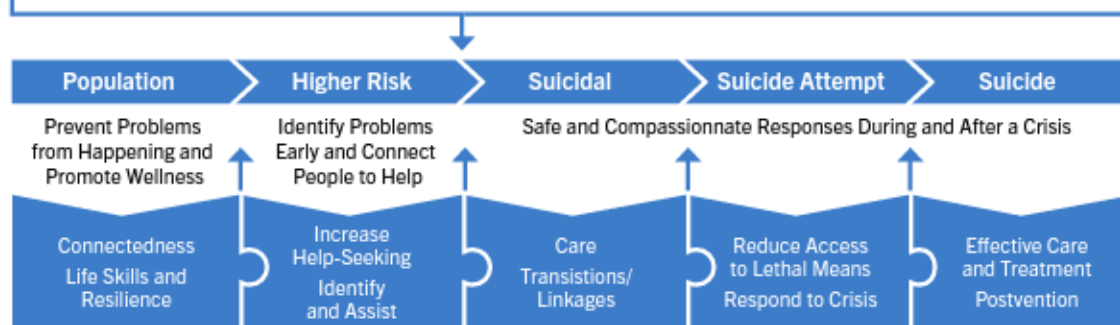 Population
Higher Risk
Suicidal
Suicide Attempt
Suicide
Prevent Problems
from Happening and
Promote Wellness
Identify Problems
Early and Connect
People to Help
Safe and Compassionnate Responses During and After a Crisis
Connectedness
Life Skills and
Resilience
Increase
Help-Seeking
Identify
and Assist
Care
Transistions/
Linkages
Reduce Access
to Lethal Means
Respond to Crisis
Effective Care
and Treatment
Postvention